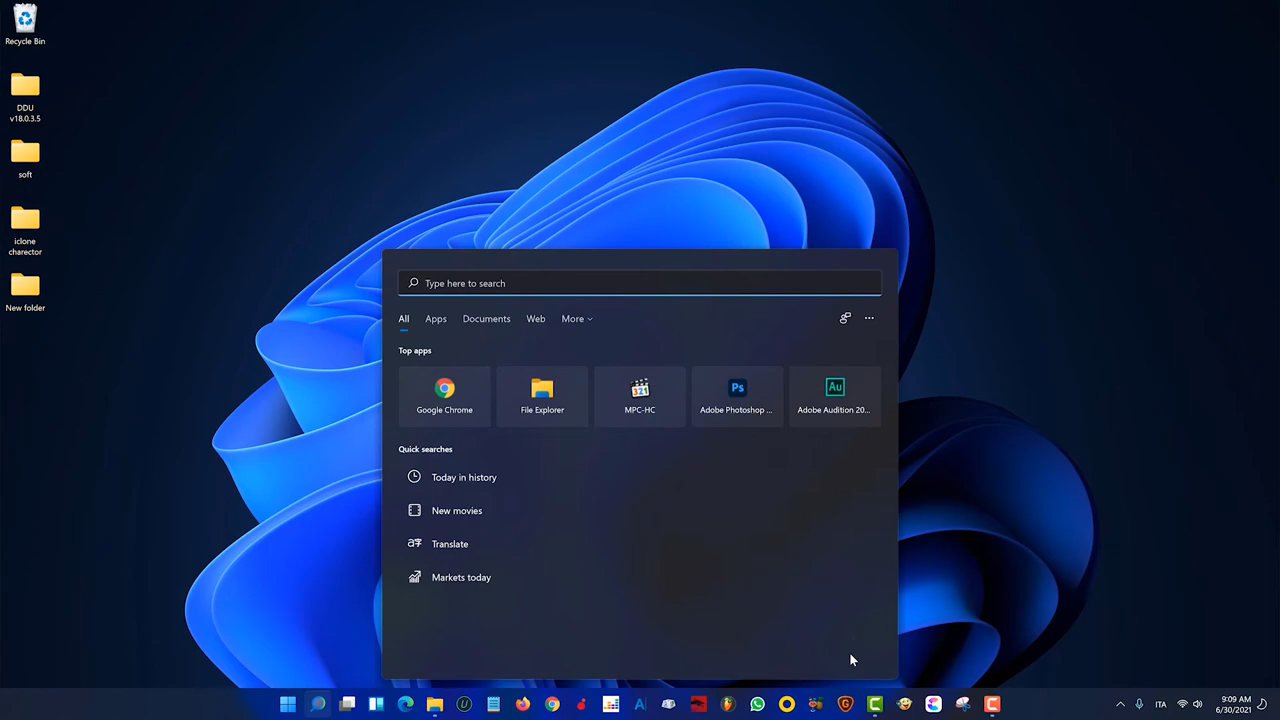 Recycle Bin
DDU
v18.0.3.5
soft
iclone
charector
New folder
Type here to search
All Apps Documents Web More
Top apps
Google Chrome File Explorer MPC-HC Adobe Photoshop ... Adobe Audition 20...
Quick searches
Today in history
New movies
Translate
Markets today
ITA
9:09 AM
6/30/2021